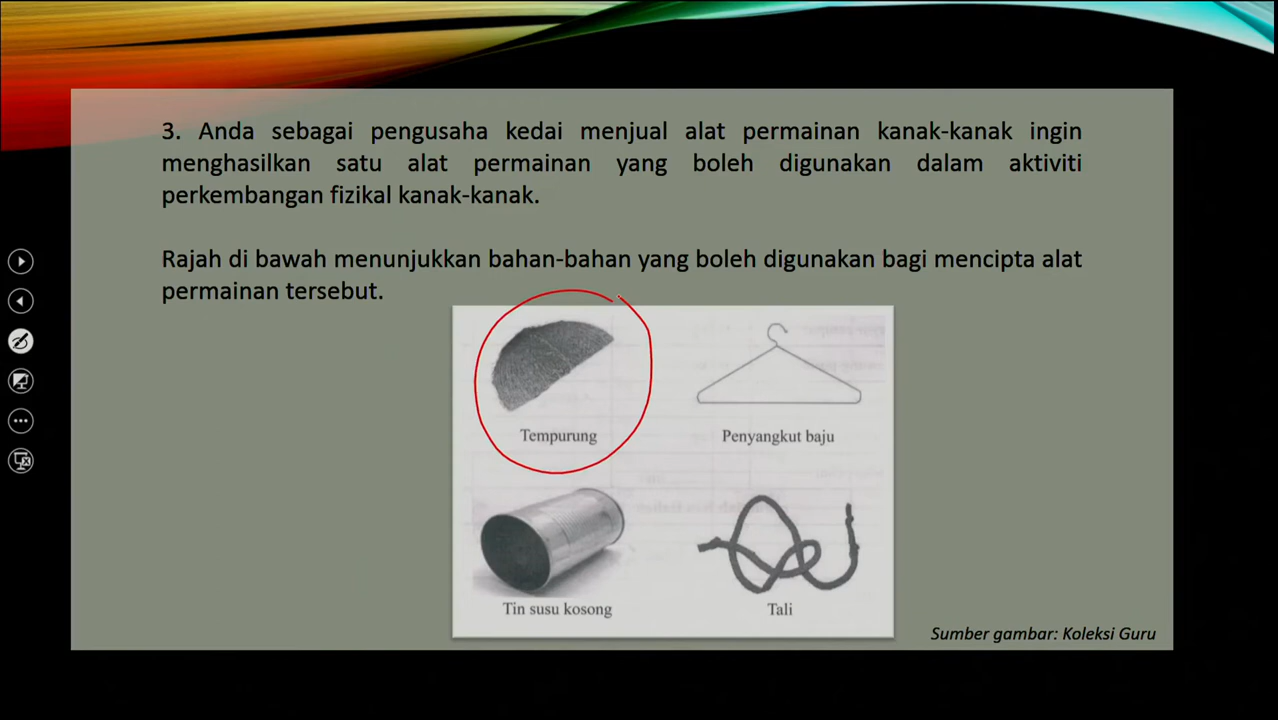 3. Anda sebagai pengusaha kedai menjual alat permainan kanak-kanak ingin
menghasilkan satu alat permainan yang boleh digunakan dalam aktiviti
perkembangan fizikal kanak-kanak.
Rajah di bawah menunjukkan bahan-bahan yang boleh digunakan bagi mencipta alat
permainan tersebut.
Tempurung
Penyangkut baju
Tin susu kosong
Tali
Sumber gambar: Koleksi Guru